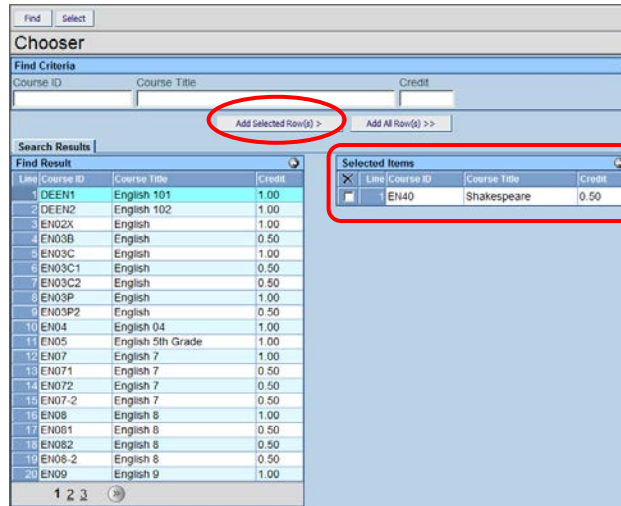 Find Select
Chooser
Find Criteria
Course ID Course Title Credit
Add Selected Row(s) > Add All Row(s) >>
Search Results
Find Result
Line Course ID Course Title Credit
1 DEEN1 English 101 1.00
2 DEEN2 English 102 1.00
3 EN02X English 1.00
4 EN03B English 0.50
5 EN03C English 1.00
6 EN03C1 English 0.50
7 EN03C2 English 0.50
8 EN03P English 1.00
9 EN03P2 English 0.50
10 EN04 English 04 1.00
11 EN05 English 5th Grade 1.00
12 EN07 English 7 1.00
13 EN071 English 7 0.50
14 EN072 English 7 0.50
15 EN07-2 English 7 0.50
16 EN08 English 8 1.00
17 EN081 English 8 0.50
18 EN082 English 8 0.50
19 EN08-2 English 8 0.50
20 EN09 English 9 1.00
1 2 3 »
Selected Items
X Line Course ID Course Title Credit
1 EN40 Shakespeare 0.50